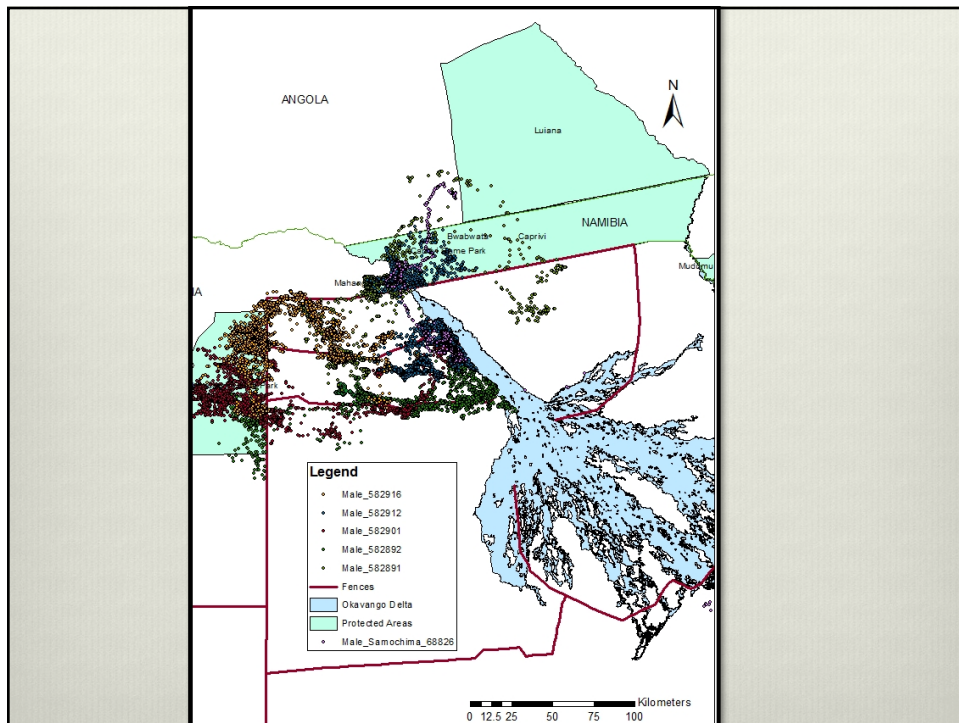 ANGOLA
N
Luiana
NAMIBIA
Bwabwata
Caprivi
Game Park
Mudumu
Legend
Male_582916
Male_582912
Male_582901
Male_582892
Male_582891
Fences
Okavango Delta
Protected Areas
Male_Samochima_68826
Kilometers
0 12.5 25 50 75 100